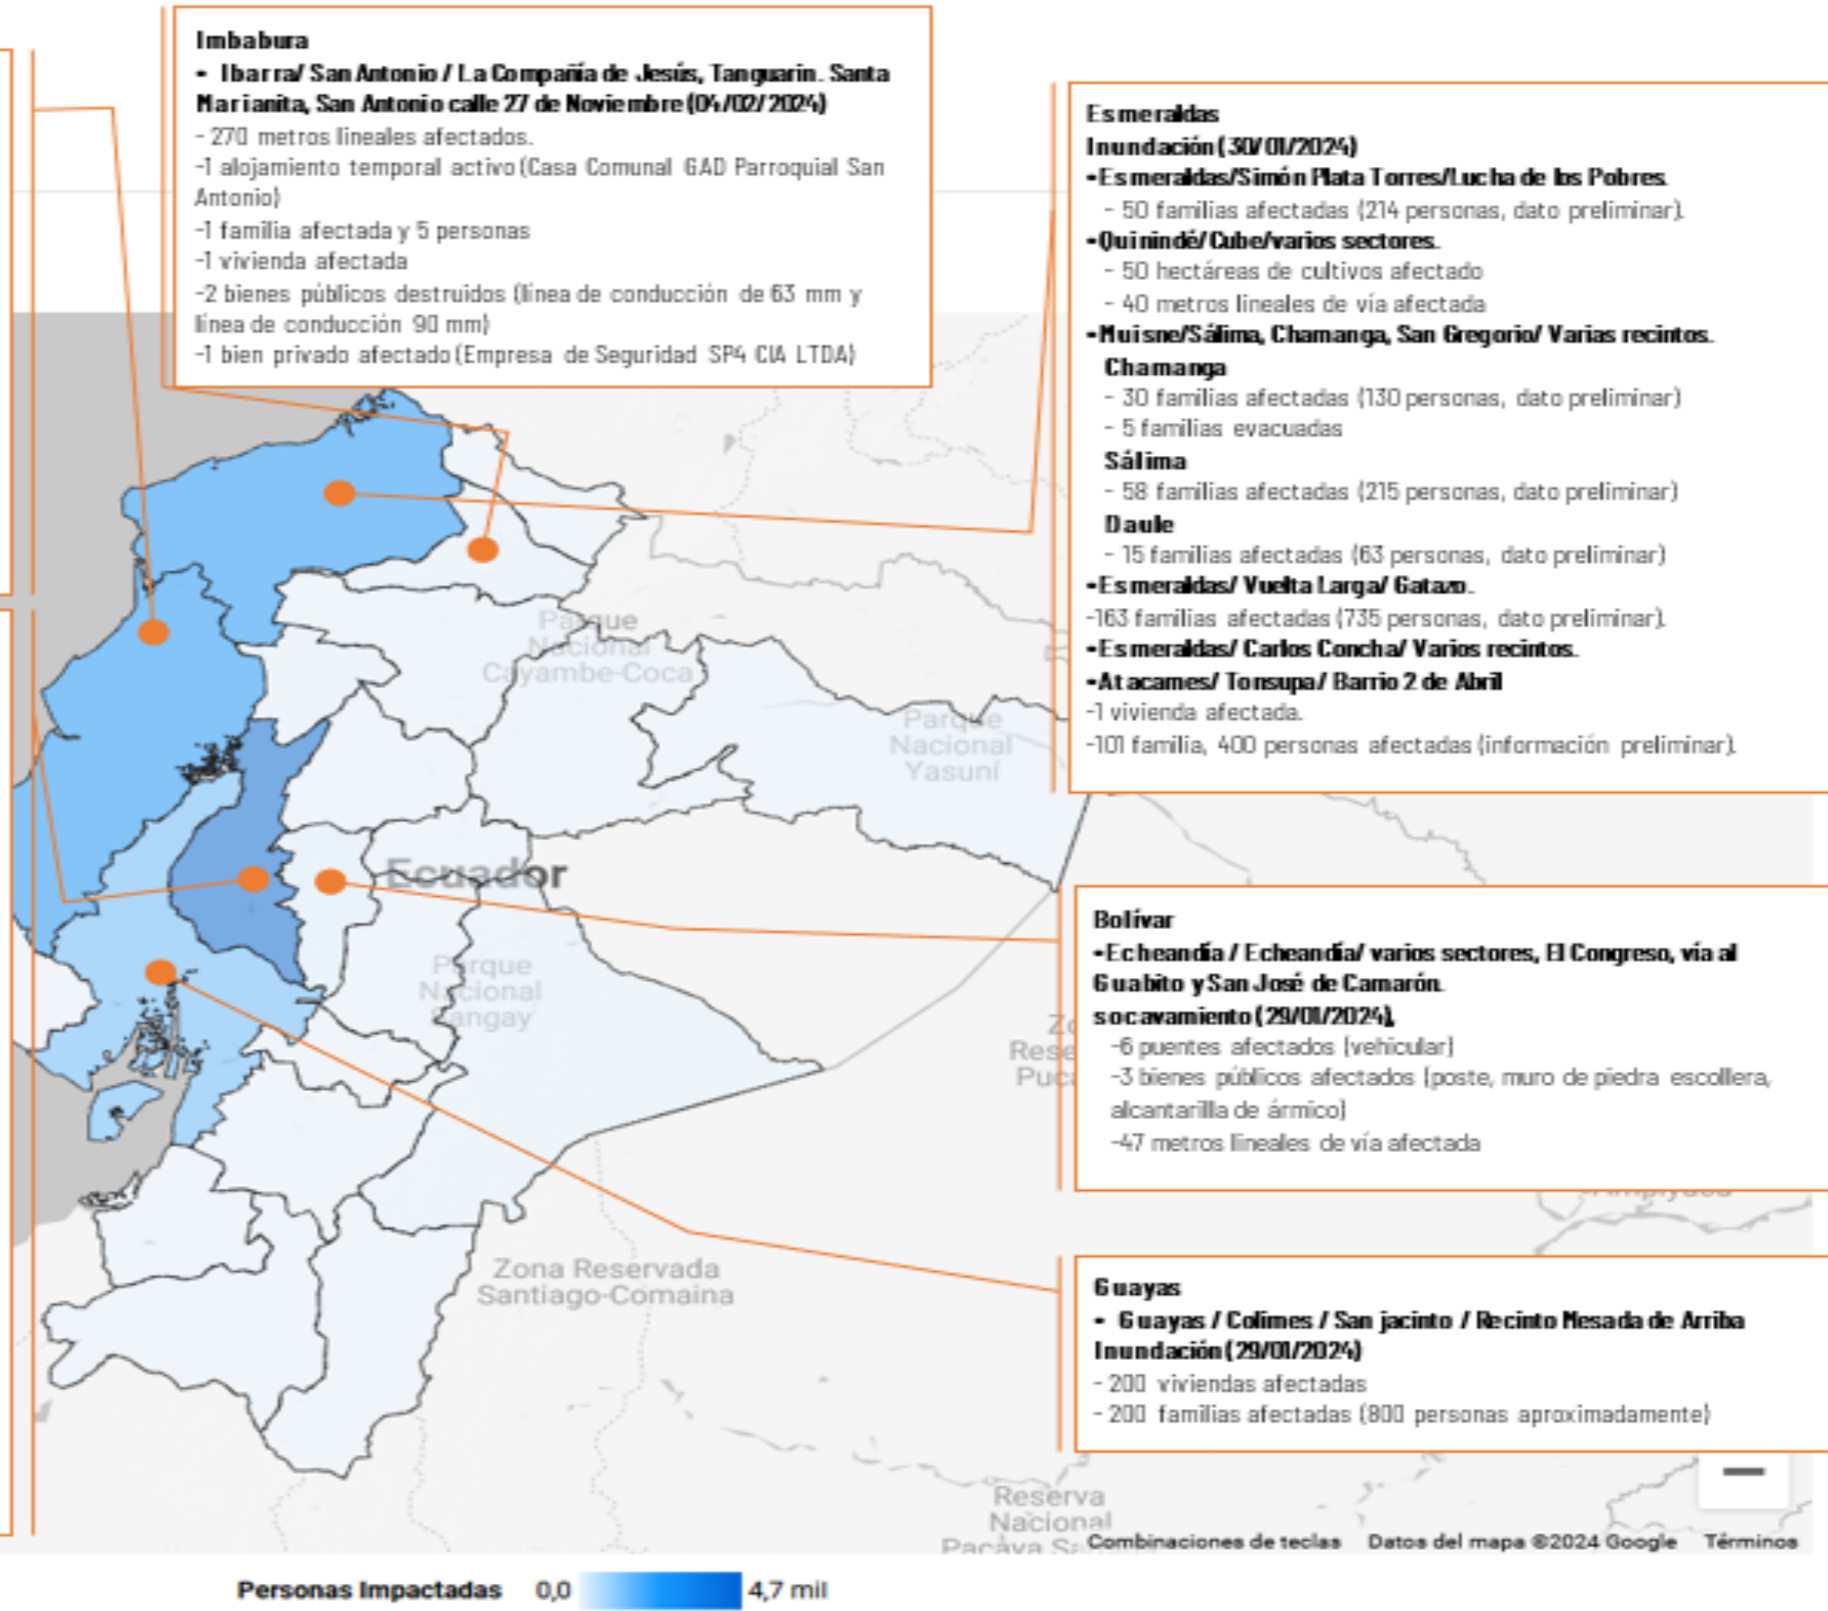 Imbabura
• Ibarra/ San Antonio / La Compañía de Jesús, Tanguarin. Santa
Marianita, San Antonio calle 27 de Noviembre (04/02/2024)
- 270 metros lineales afectados.
-1 alojamiento temporal activo (Casa Comunal GAD Parroquial San
Antonio)
-1 familia afectada y 5 personas
-1 vivienda afectada
-2 bienes públicos destruidos (línea de conducción de 63 mm y
línea de conducción 90 mm)
-1 bien privado afectado (Empresa de Seguridad SP4 CIA LTDA)
Esmeraldas
Inundación (30/01/2024)
•Esmeraldas/Simón Plata Torres/Lucha de los Pobres.
- 50 familias afectadas (214 personas, dato preliminar).
•Quinindé/ Cube/varios sectores.
- 50 hectáreas de cultivos afectado
- 40 metros lineales de vía afectada
•Muisne/Sálima, Chamanga, San Gregorio/ Varias recintos.
Chamanga
- 30 familias afectadas (130 personas, dato preliminar)
- 5 familias evacuadas
Sálima
- 58 familias afectadas (215 personas, dato preliminar)
Daule
- 15 familias afectadas (63 personas, dato preliminar)
•Esmeraldas/ Vuelta Larga/ Gatazo.
-163 familias afectadas (735 personas, dato preliminar).
•Esmeraldas/ Carlos Concha/ Varios recintos.
•Atacames/ Tonsupa/ Barrio 2 de Abril
-1 vivienda afectada.
-101 familia, 400 personas afectadas (información preliminar).
Parque
Nacional
Cayambe-Coca
Parque
Nacional
Yasuní
Ecuador
Parque
Nacional
Sangay
Bolívar
•Echeandía / Echeandía/ varios sectores, El Congreso, vía al
Guabito y San José de Camarón.
socavamiento (29/01/2024),
-6 puentes afectados (vehicular)
-3 bienes públicos afectados (poste, muro de piedra escollera,
alcantarilla de ármico)
-47 metros lineales de vía afectada
Zona Reservada
Santiago-Comaina
Guayas
• Guayas / Colimes / San jacinto / Recinto Mesada de Arriba
Inundación (29/01/2024)
- 200 viviendas afectadas
- 200 familias afectadas (800 personas aproximadamente)
Reserva
Nacional
Pacaya
Combinaciones de teclas Datos del mapa ©2024 Google Términos
Personas Impactadas 0,0 4,7 mil